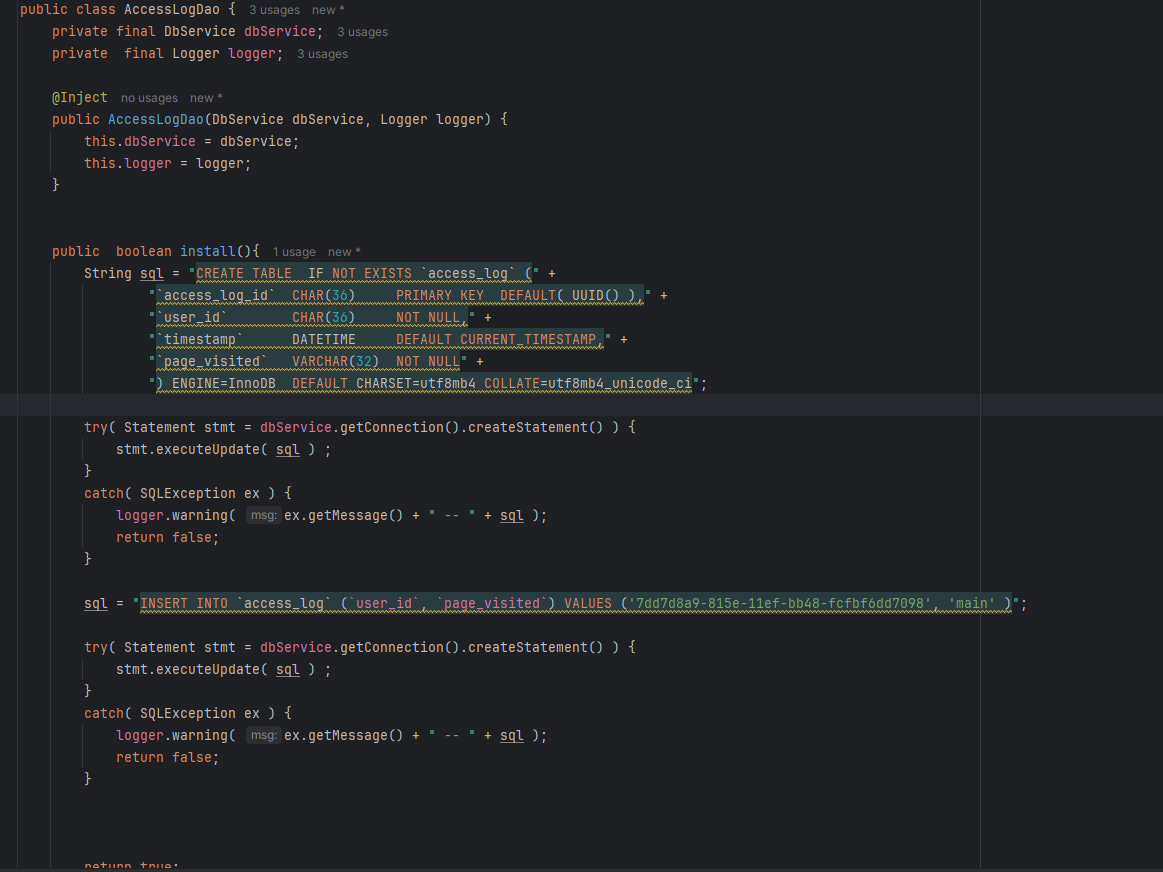 public class AccessLogDao {  3 usages  new *
    private final DbService dbService;  3 usages
    private  final Logger logger;  3 usages
    @Inject  no usages  new *
    public AccessLogDao(DbService dbService, Logger logger) {
        this.dbService = dbService;
        this.logger = logger;
    }
    public  boolean install(){  1 usage  new *
        String sql = "CREATE TABLE  IF NOT EXISTS `access_log` (" +
                "`access_log_id`  CHAR(36)     PRIMARY KEY  DEFAULT( UUID() )," +
                "`user_id`        CHAR(36)     NOT NULL," +
                "`timestamp`      DATETIME     DEFAULT CURRENT_TIMESTAMP," +
                "`page_visited`   VARCHAR(32)  NOT NULL" +
                ") ENGINE=InnoDB  DEFAULT CHARSET=utf8mb4 COLLATE=utf8mb4_unicode_ci";
        try( Statement stmt = dbService.getConnection().createStatement() ) {
            stmt.executeUpdate( sql ) ;
        }
        catch( SQLException ex ) {
            logger.warning( msg: ex.getMessage() + " -- " + sql );
            return false;
        }
        sql = "INSERT INTO `access_log` (`user_id`, `page_visited`) VALUES ('7dd7d8a9-815e-11ef-bb48-fcfbf6dd7098', 'main' )";
        try( Statement stmt = dbService.getConnection().createStatement() ) {
            stmt.executeUpdate( sql ) ;
        }
        catch( SQLException ex ) {
            logger.warning( msg: ex.getMessage() + " -- " + sql );
            return false;
        }
        return true;